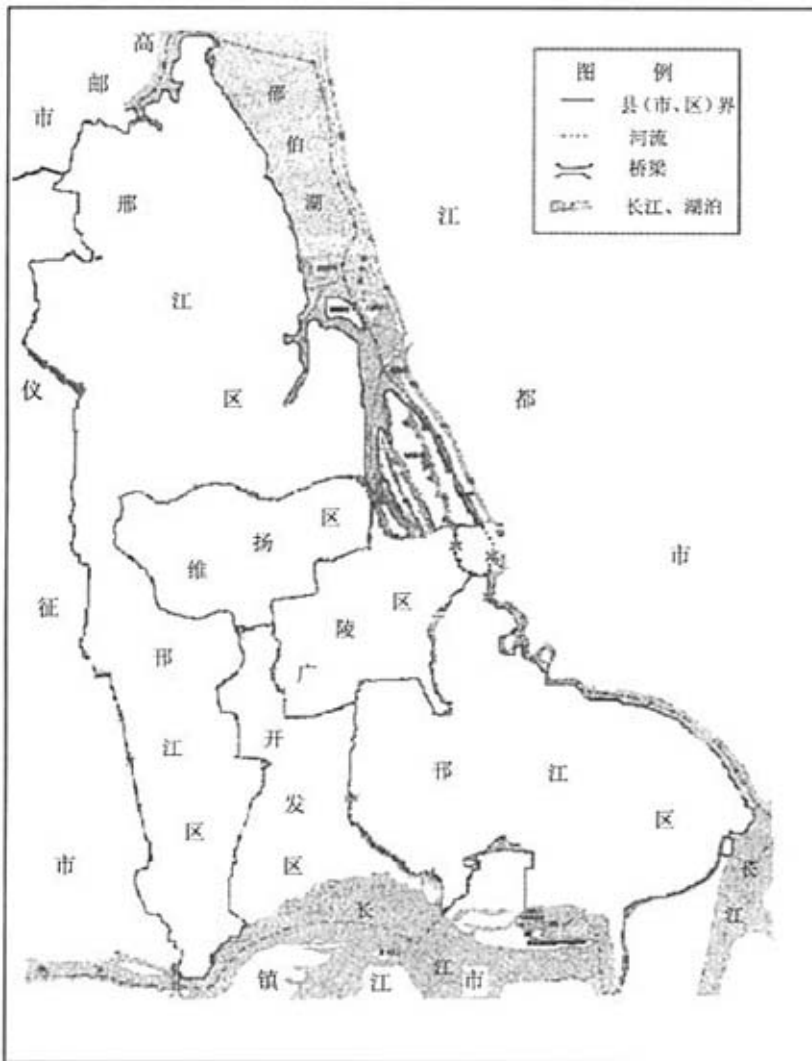 图 例
县(市、区)界
河流
桥梁
长江、湖泊
高邮市
邵伯湖
邗江区
江都市
仪征市
维扬区
广陵区
邗江区
开发区
邗江区
长江
长江
镇江市